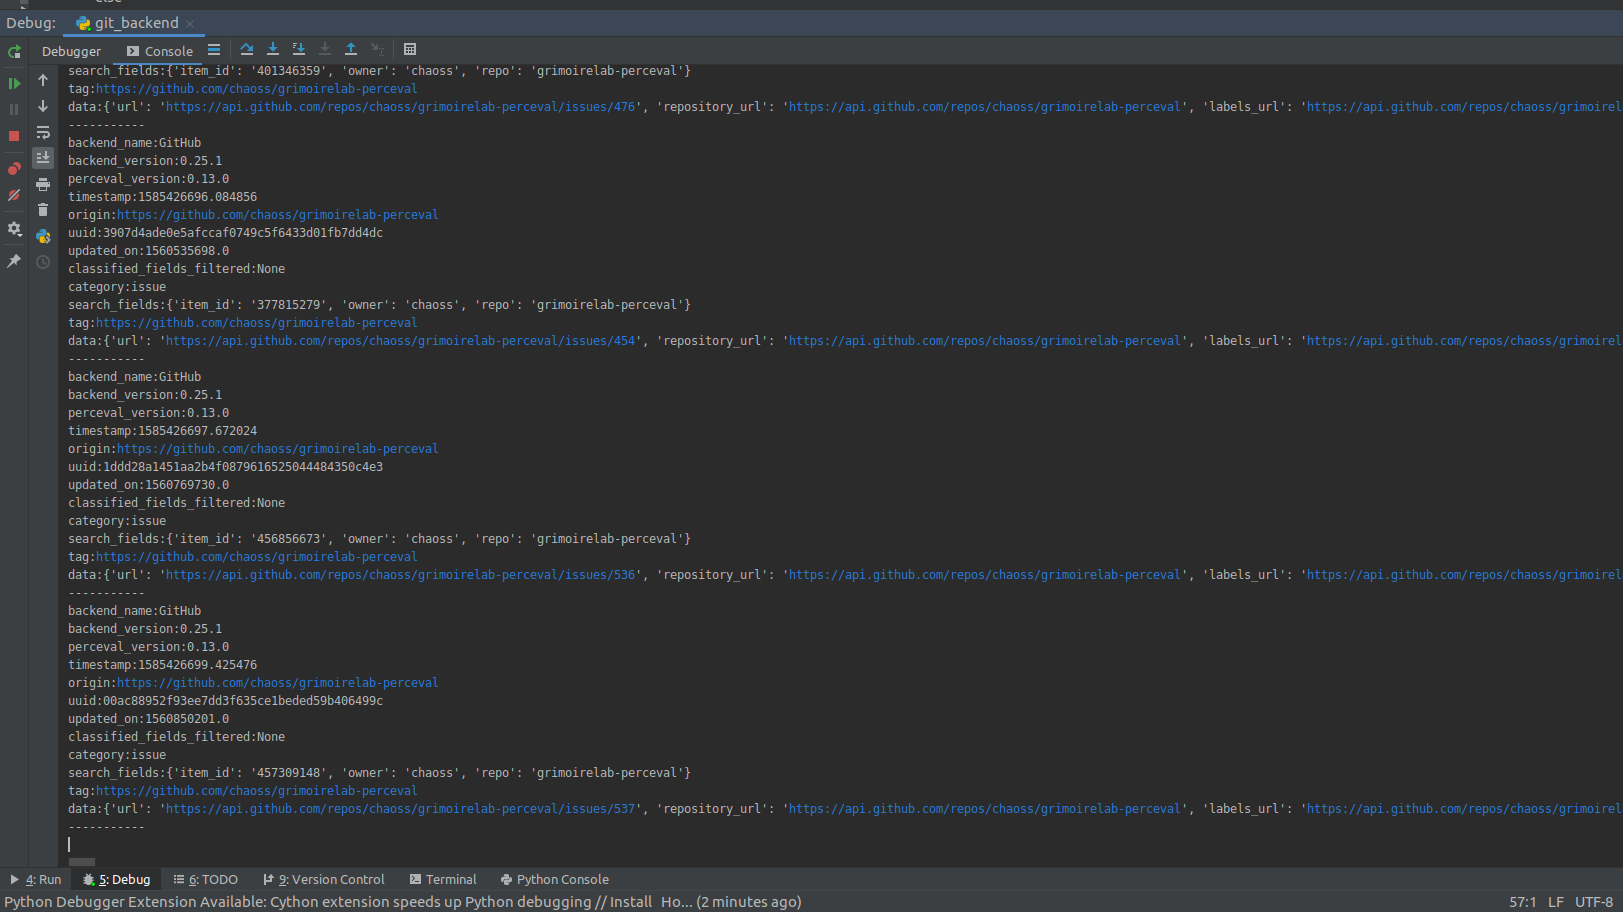 else
Debug: git_backend
Debugger Console
search_fields:{'item_id': '401346359', 'owner': 'chaoss', 'repo': 'grimoirelab-perceval'}
tag:https://github.com/chaoss/grimoirelab-perceval
data:{'url': 'https://api.github.com/repos/chaoss/grimoirelab-perceval/issues/476', 'repository_url': 'https://api.github.com/repos/chaoss/grimoirelab-perceval', 'labels_url': 'https://api.github.com/repos/chaoss/grimoirel
-----------
backend_name:GitHub
backend_version:0.25.1
perceval_version:0.13.0
timestamp:1585426696.084856
origin:https://github.com/chaoss/grimoirelab-perceval
uuid:3907d4ade0e5afccaf0749c5f6433d01fb7dd4dc
updated_on:1560535698.0
classified_fields_filtered:None
category:issue
search_fields:{'item_id': '377815279', 'owner': 'chaoss', 'repo': 'grimoirelab-perceval'}
tag:https://github.com/chaoss/grimoirelab-perceval
data:{'url': 'https://api.github.com/repos/chaoss/grimoirelab-perceval/issues/454', 'repository_url': 'https://api.github.com/repos/chaoss/grimoirelab-perceval', 'labels_url': 'https://api.github.com/repos/chaoss/grimoirel
-----------
backend_name:GitHub
backend_version:0.25.1
perceval_version:0.13.0
timestamp:1585426697.672024
origin:https://github.com/chaoss/grimoirelab-perceval
uuid:1ddd28a1451aa2b4f0879616525044484350c4e3
updated_on:1560769730.0
classified_fields_filtered:None
category:issue
search_fields:{'item_id': '456856673', 'owner': 'chaoss', 'repo': 'grimoirelab-perceval'}
tag:https://github.com/chaoss/grimoirelab-perceval
data:{'url': 'https://api.github.com/repos/chaoss/grimoirelab-perceval/issues/536', 'repository_url': 'https://api.github.com/repos/chaoss/grimoirelab-perceval', 'labels_url': 'https://api.github.com/repos/chaoss/grimoirel
-----------
backend_name:GitHub
backend_version:0.25.1
perceval_version:0.13.0
timestamp:1585426699.425476
origin:https://github.com/chaoss/grimoirelab-perceval
uuid:00ac88952f93ee7dd3f635ce1beded59b406499c
updated_on:1560850201.0
classified_fields_filtered:None
category:issue
search_fields:{'item_id': '457309148', 'owner': 'chaoss', 'repo': 'grimoirelab-perceval'}
tag:https://github.com/chaoss/grimoirelab-perceval
data:{'url': 'https://api.github.com/repos/chaoss/grimoirelab-perceval/issues/537', 'repository_url': 'https://api.github.com/repos/chaoss/grimoirelab-perceval', 'labels_url': 'https://api.github.com/repos/chaoss/grimoirel
-----------
4: Run 5: Debug 6: TODO 9: Version Control Terminal Python Console
Python Debugger Extension Available: Cython extension speeds up Python debugging // Install Ho... (2 minutes ago) 57:1 LF UTF-8